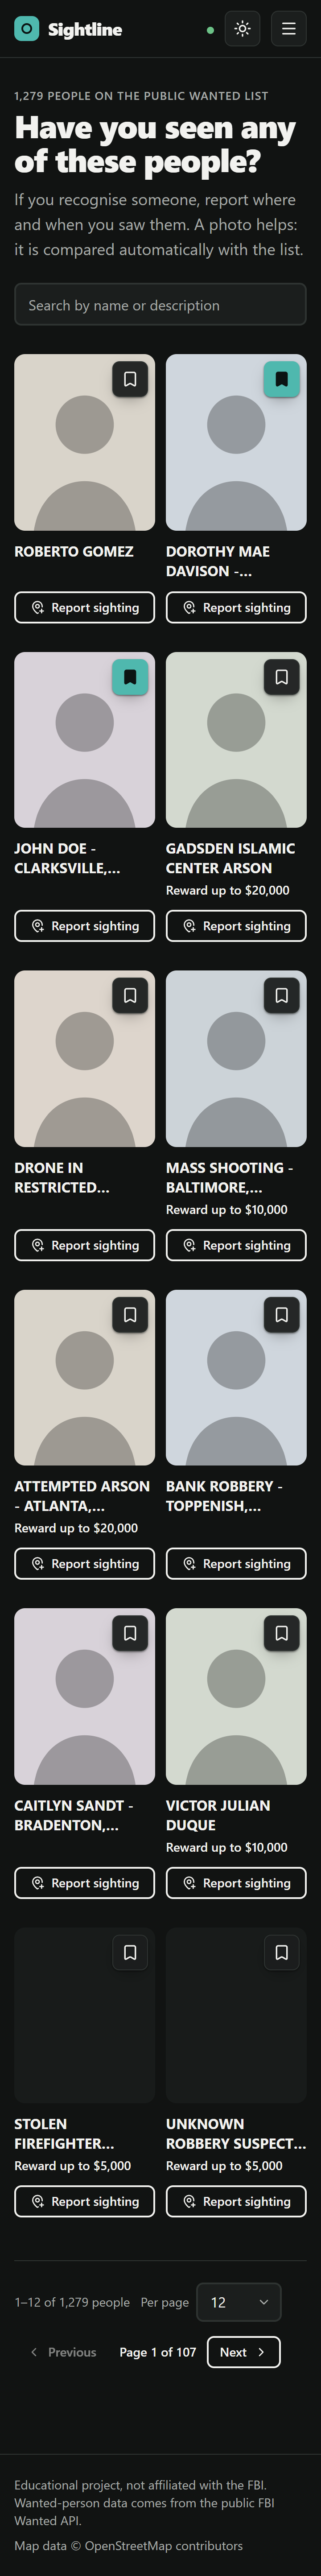 Sightline
1,279 PEOPLE ON THE PUBLIC WANTED LIST
Have you seen any
of these people?
If you recognise someone, report where
and when you saw them. A photo helps:
it is compared automatically with the list.
Search by name or description
ROBERTO GOMEZ
Report sighting
DOROTHY MAE
DAVISON -...
Report sighting
JOHN DOE -
CLARKSVILLE,...
Report sighting
GADSDEN ISLAMIC
CENTER ARSON
Reward up to $20,000
Report sighting
DRONE IN
RESTRICTED...
Report sighting
MASS SHOOTING -
BALTIMORE,...
Reward up to $10,000
Report sighting
ATTEMPTED ARSON
- ATLANTA,...
Reward up to $20,000
Report sighting
BANK ROBBERY -
TOPPENISH,...
Report sighting
CAITLYN SANDT -
BRADENTON,...
Report sighting
VICTOR JULIAN
DUQUE
Reward up to $10,000
Report sighting
STOLEN
FIREFIGHTER...
Reward up to $5,000
Report sighting
UNKNOWN
ROBBERY SUSPECT...
Reward up to $5,000
Report sighting
1–12 of 1,279 people Per page 12
Previous Page 1 of 107 Next
Educational project, not affiliated with the FBI.
Wanted-person data comes from the public FBI
Wanted API.
Map data © OpenStreetMap contributors